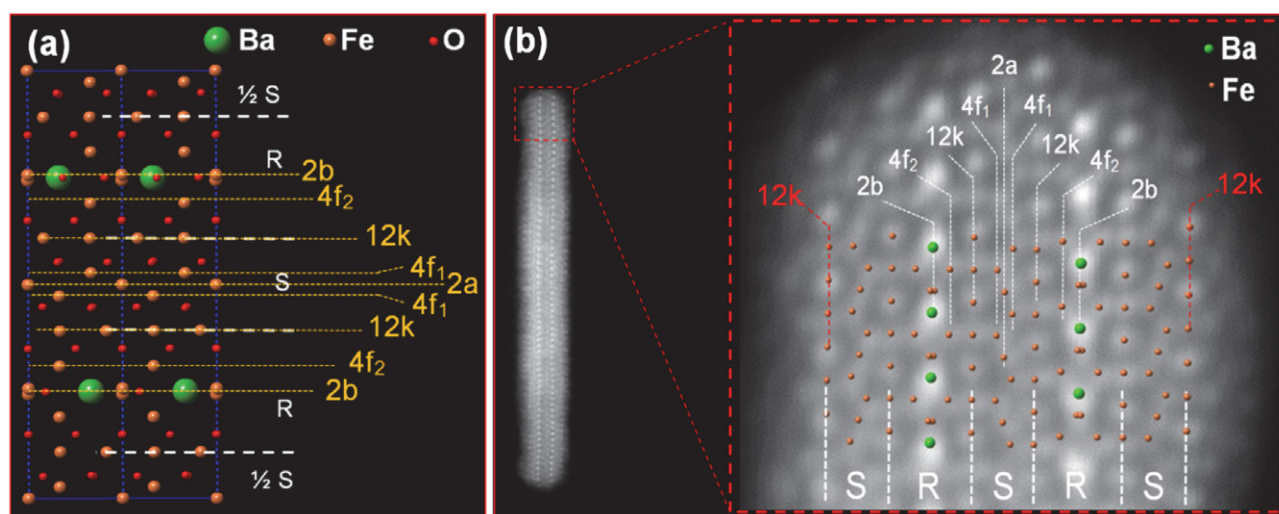 (a) Ba Fe O
½ S
R
2b
4f₂
12k
4f₁
S
2a
4f₁
12k
4f₂
2b
R
½ S
(b)
Ba
Fe
2a
4f₁ 4f₁
12k 12k
4f₂ 4f₂
2b 2b
12k 12k
S R S R S